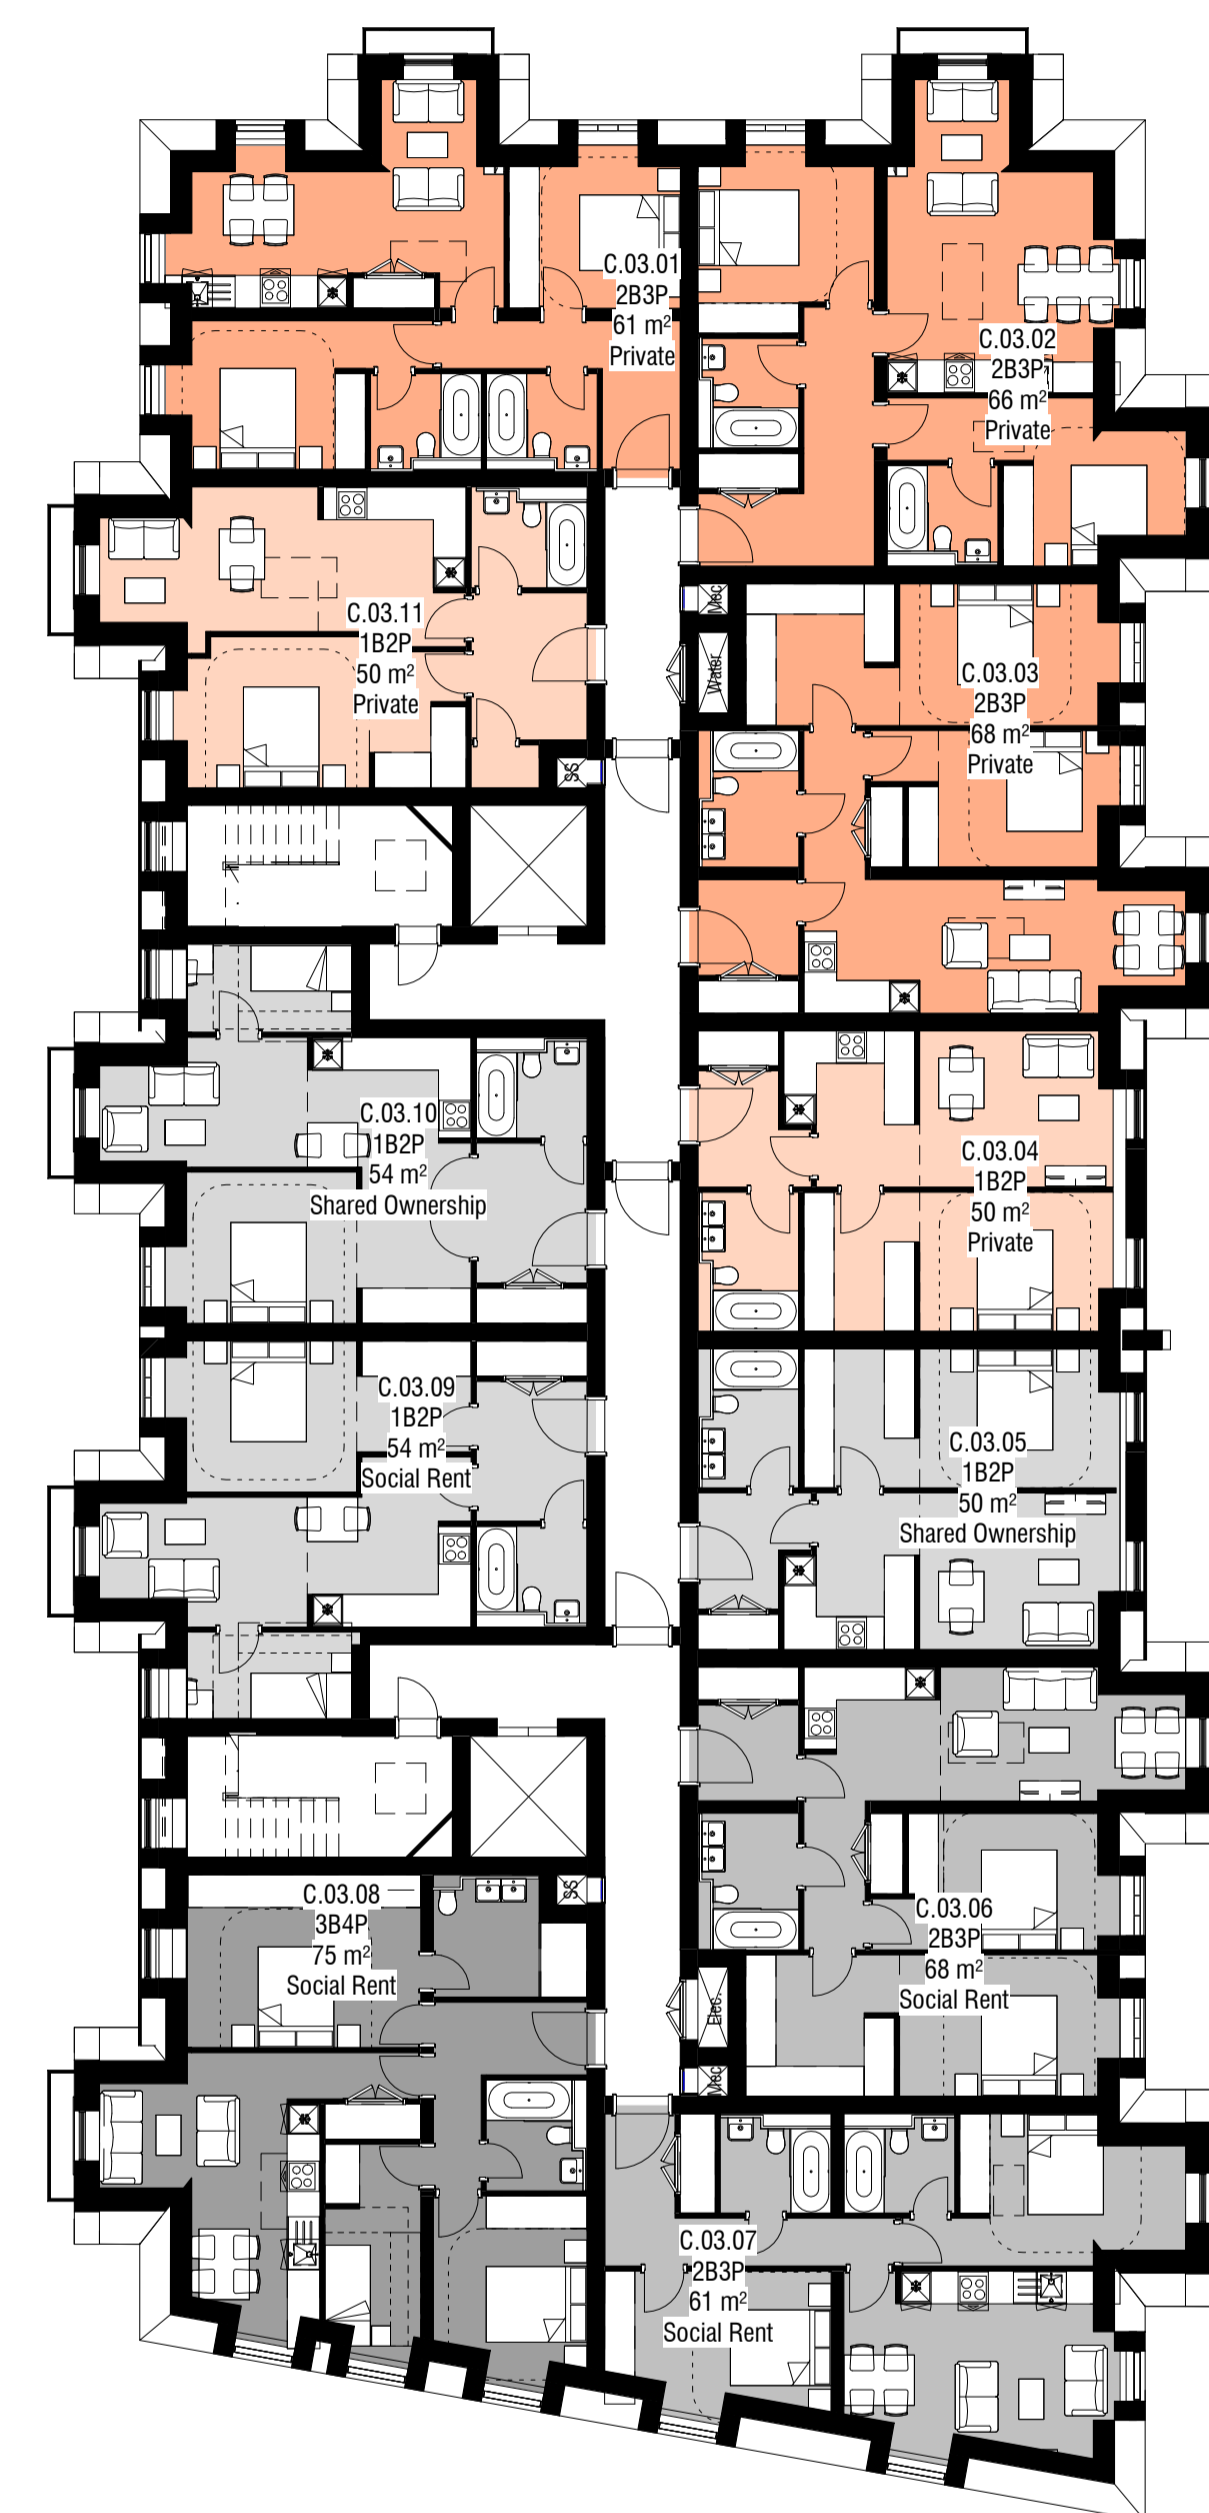 C.03.01
2B3P
61 m²
Private
C.03.02
2B3P
66 m²
Private
C.03.11
1B2P
50 m²
Private
Mec
Water
C.03.03
2B3P
68 m²
Private
SS
C.03.10
1B2P
54 m²
Shared Ownership
C.03.04
1B2P
50 m²
Private
C.03.09
1B2P
54 m²
Social Rent
C.03.05
1B2P
50 m²
Shared Ownership
C.03.08
3B4P
75 m²
Social Rent
SS
C.03.06
2B3P
68 m²
Social Rent
Elec.
Mec
C.03.07
2B3P
61 m²
Social Rent